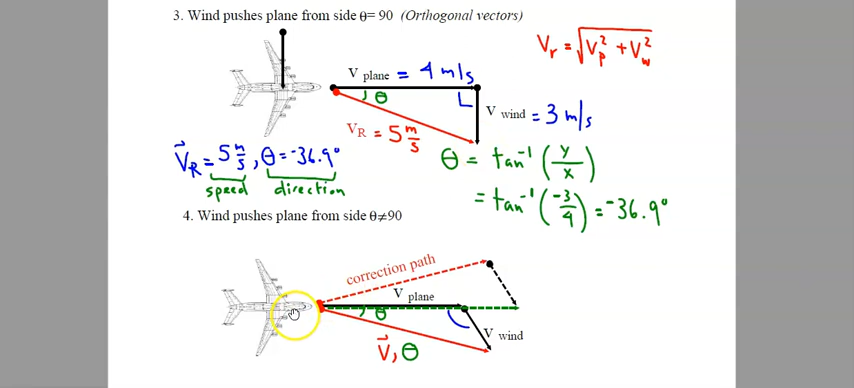 3. Wind pushes plane from side θ= 90 (Orthogonal vectors)
Vr = √(Vp² + Vw²)
V plane = 4 m/s
θ
V wind = 3 m/s
VR = 5 m/s
V⃗R = 5 m/s, θ = -36.9°
speed direction
θ = tan⁻¹ (y/x)
= tan⁻¹ (-3/4) = -36.9°
4. Wind pushes plane from side θ≠90
correction path
V plane
θ
V wind
V⃗, θ